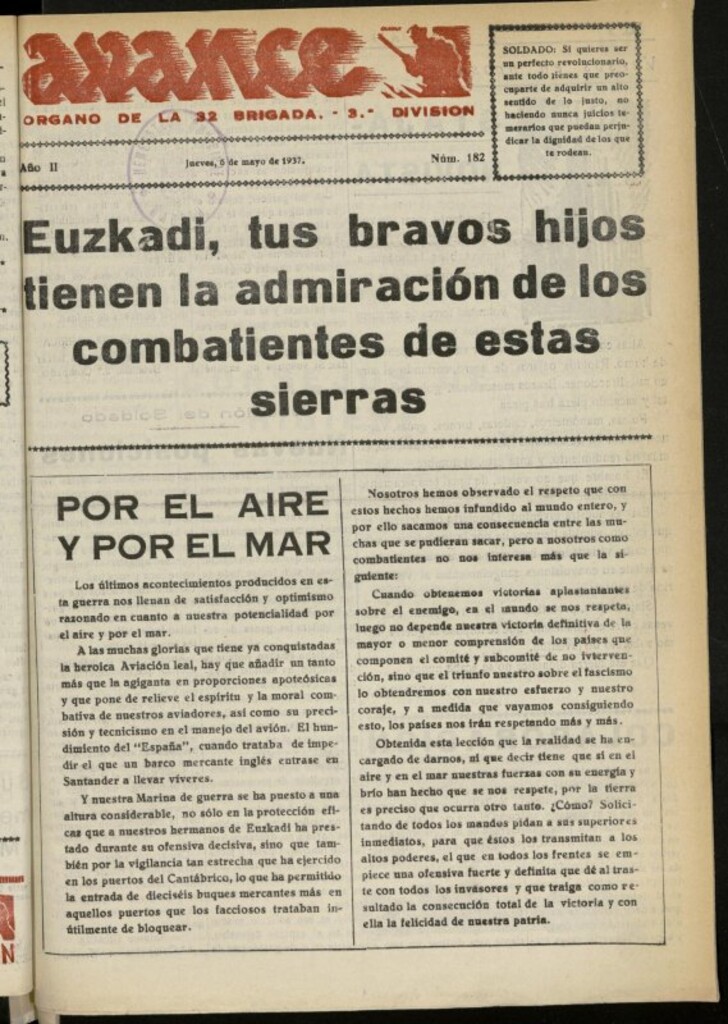 avance
ORGANO DE LA 32 BRIGADA. - 3.ª DIVISION
Año II
Jueves, 6 de mayo de 1937.
Núm. 182
SOLDADO: Si quieres ser
un perfecto revolucionario,
ante todo tienes que preo-
cuparte de adquirir un alto
sentido de lo justo, no
haciendo nunca juicios te-
merarios que puedan perju-
dicar la dignidad de los que
te rodean.
Euzkadi, tus bravos hijos
tienen la admiración de los
combatientes de estas
sierras
POR EL AIRE
Y POR EL MAR
Los últimos acontecimientos producidos en es-
ta guerra nos llenan de satisfacción y optimismo
razonado en cuanto a nuestra potencialidad por
el aire y por el mar.
A las muchas glorias que tiene ya conquistadas
la heroica Aviación leal, hay que añadir un tanto
más que la agiganta en proporciones apoteósicas
y que pone de relieve el espíritu y la moral com-
bativa de nuestros aviadores, así como su preci-
sión y tecnicismo en el manejo del avión. El hun-
dimiento del "España", cuando trataba de impe-
dir el que un barco mercante inglés entrase en
Santander a llevar víveres.
Y nuestra Marina de guerra se ha puesto a una
altura considerable, no sólo en la protección efi-
cas que a nuestros hermanos de Euzkadi ha pres-
tado durante su ofensiva decisiva, sino que tam-
bién por la vigilancia tan estrecha que ha ejercido
en los puertos del Cantábrico, lo que ha permitido
la entrada de dieciséis buques mercantes más en
aquellos puertos que los facciosos trataban in-
útilmente de bloquear.
Nosotros hemos observado el respeto que con
estos hechos hemos infundido al mundo entero, y
por ello sacamos una consecuencia entre las mu-
chas que se pudieran sacar, pero a nosotros como
combatientes no nos interesa más que la si-
guiente:
Cuando obtenemos victorias aplastantantes
sobre el enemigo, en el mundo se nos respeta,
luego no depende nuestra victoria definitiva de la
mayor o menor comprensión de los países que
componen el comité y subcomité de no intervən-
ción, sino que el triunfo nuestro sobre el fascismo
lo obtendremos con nuestro esfuerzo y nuestro
coraje, y a medida que vayamos consiguiendo
esto, los países nos irán respetando más y más.
Obtenida esta lección que la realidad se ha en-
cargado de darnos, ni que decir tiene que si en el
aire y en el mar nuestras fuerzas con su energía y
brío han hecho que se nos respete, por la tierra
es preciso que ocurra otro tanto. ¿Cómo? Solici-
tando de todos los mandos pidan a sus superiores
inmediatos, para que éstos los transmitan a los
altos poderes, el que en todos los frentes se em-
piece una ofensiva fuerte y definita que dé al tras-
te con todos los invasores y que traiga como re-
sultado la consecución total de la victoria y con
ella la felicidad de nuestra patria.